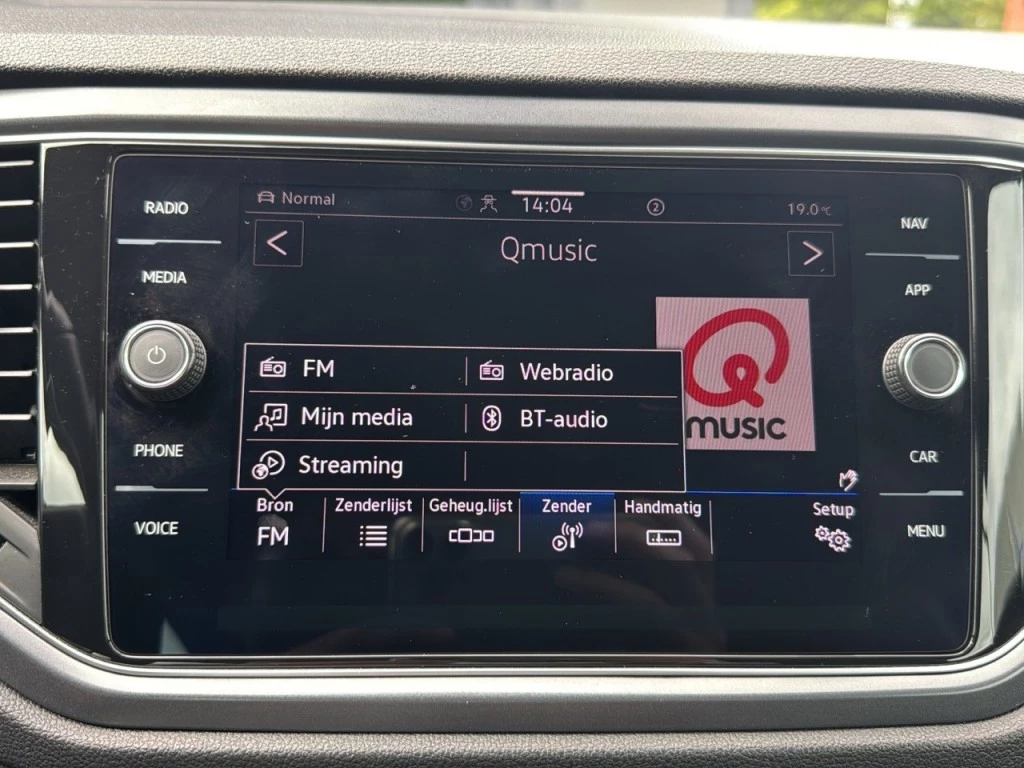 RADIO
MEDIA
PHONE
VOICE
Normal
14:04
2
19.0°C
<
Qmusic
>
Q
MUSIC
FM
Webradio
Mijn media
BT-audio
Streaming
Bron
FM
Zenderlijst
Geheug.lijst
Zender
Handmatig
Setup
NAV
APP
CAR
MENU